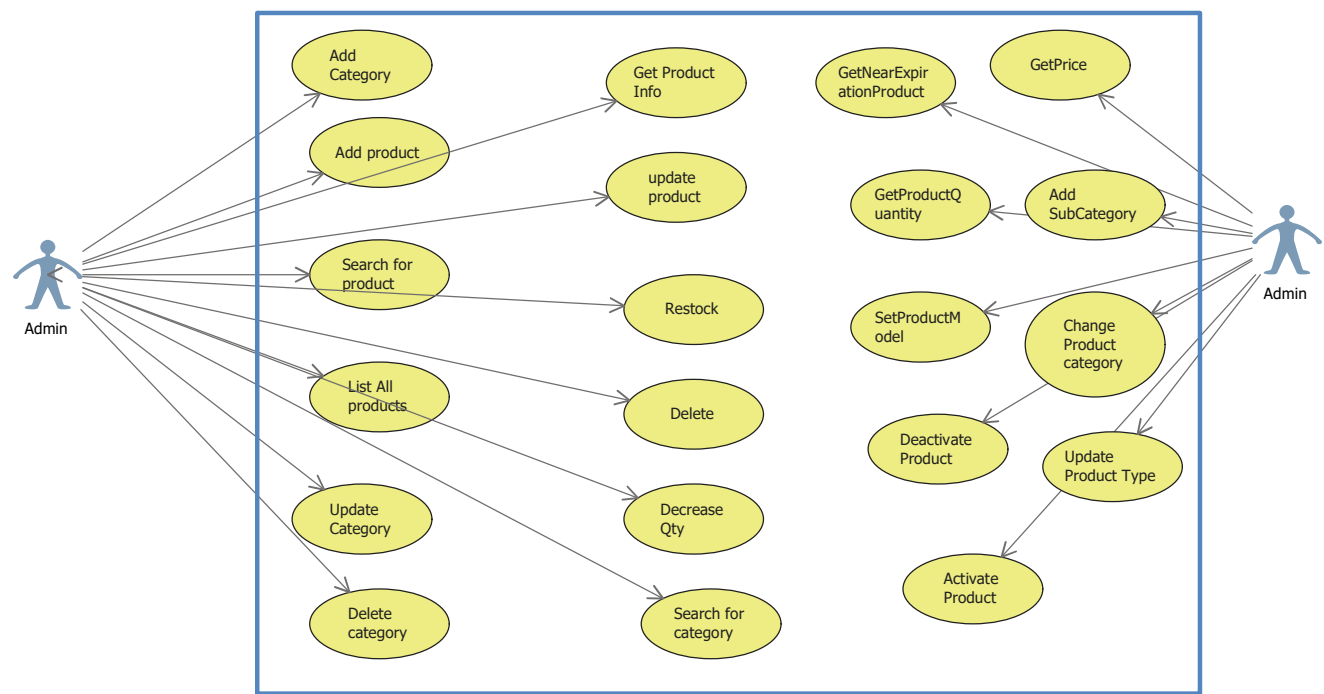 Add
Category
Get Product
Info
GetNearExpir
ationProduct
GetPrice
Add product
update
product
GetProductQ
uantity
Add
SubCategory
Search for
product
Restock
SetProductM
odel
Change
Product
category
Admin
Admin
List All
products
Delete
Deactivate
Product
Update
Product Type
Update
Category
Decrease
Qty
Activate
Product
Delete
category
Search for
category